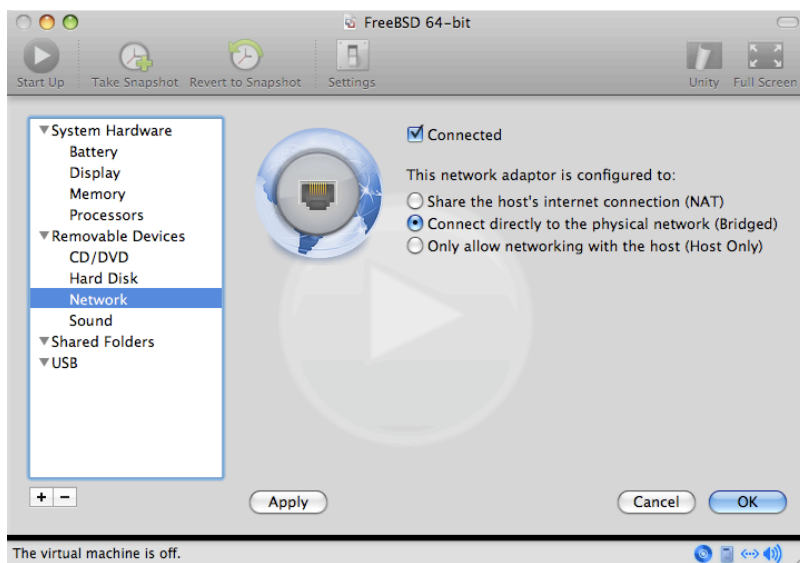 FreeBSD 64-bit
Start Up Take Snapshot Revert to Snapshot Settings Unity Full Screen
System Hardware
Battery
Display
Memory
Processors
Removable Devices
CD/DVD
Hard Disk
Network
Sound
Shared Folders
USB
Connected
This network adaptor is configured to:
Share the host's internet connection (NAT)
Connect directly to the physical network (Bridged)
Only allow networking with the host (Host Only)
+ −
Apply Cancel OK
The virtual machine is off.